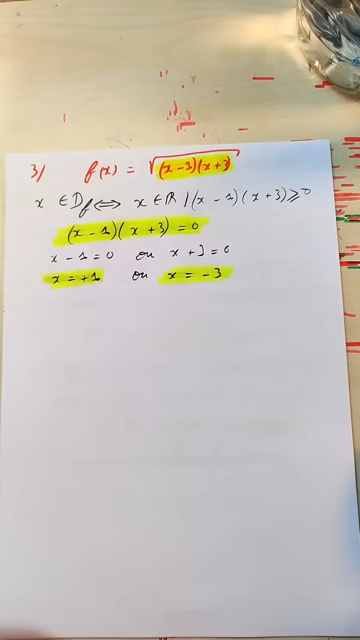 3) f(x) = √(x-1)(x+3)
x ∈ Df ⟺ x ∈ R / (x-1)(x+3) ⩾ 0
(x-1)(x+3) = 0
x-1=0 ou x+3=0
x=+1 ou x=-3